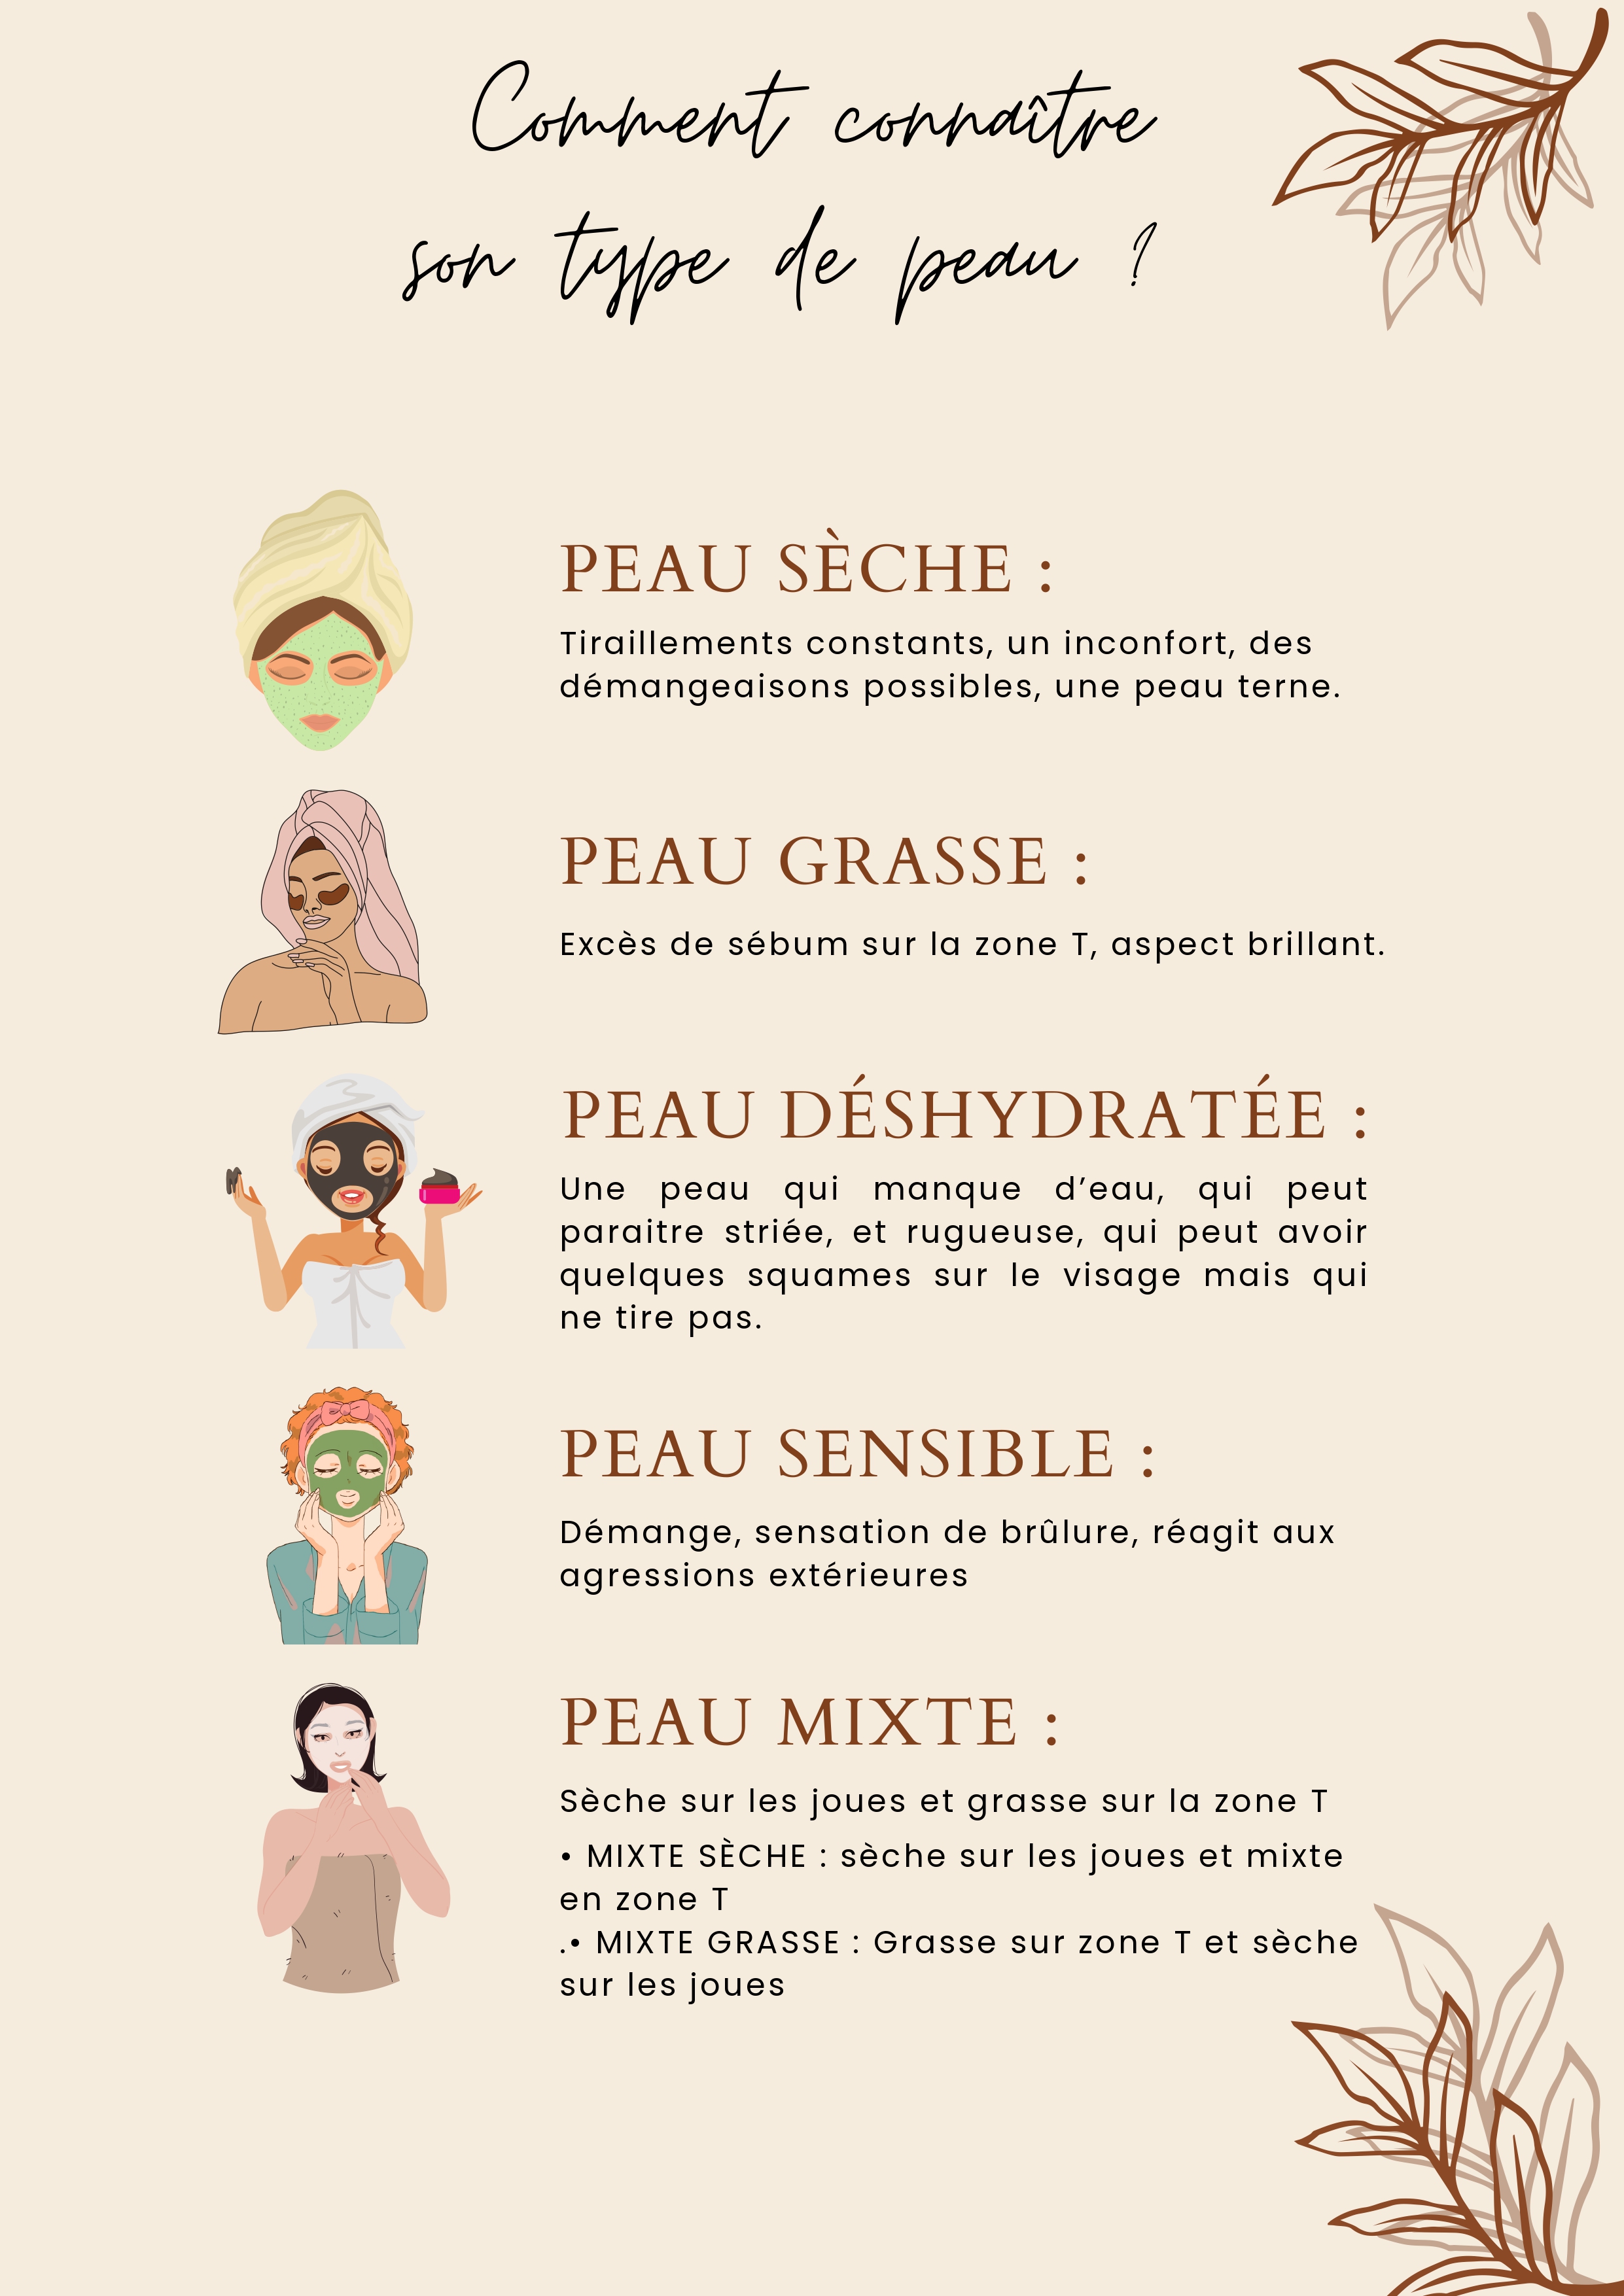 Comment connaître
son type de peau ?
PEAU SÈCHE :
Tiraillements constants, un inconfort, des
démangeaisons possibles, une peau terne.
PEAU GRASSE :
Excès de sébum sur la zone T, aspect brillant.
PEAU DÉSHYDRATÉE :
Une peau qui manque d’eau, qui peut
paraitre striée, et rugueuse, qui peut avoir
quelques squames sur le visage mais qui
ne tire pas.
PEAU SENSIBLE :
Démange, sensation de brûlure, réagit aux
agressions extérieures
PEAU MIXTE :
Sèche sur les joues et grasse sur la zone T
• MIXTE SÈCHE : sèche sur les joues et mixte
en zone T
.• MIXTE GRASSE : Grasse sur zone T et sèche
sur les joues